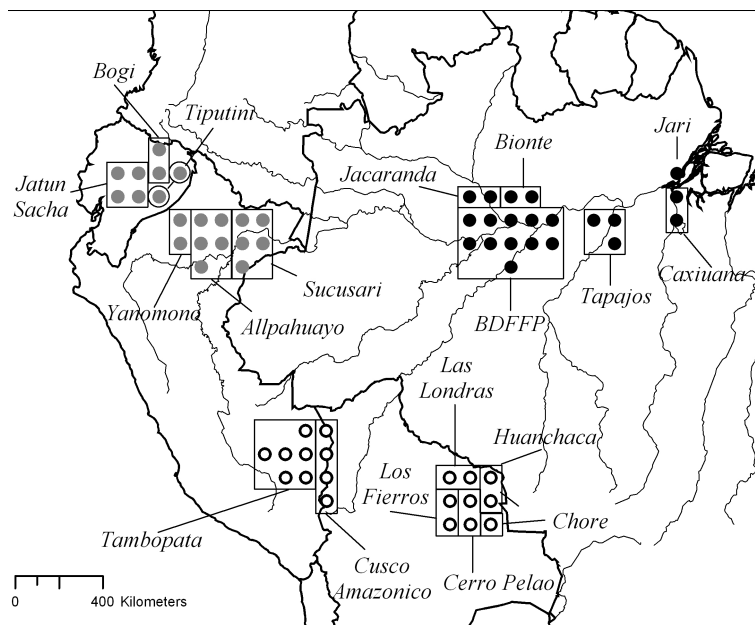 Bogi
Tiputini
Jatun
Sacha
Jacaranda
Bionte
Jari
Yanomono
Allpahuayo
Sucusari
BDFFP
Tapajos
Caxiuana
Las
Londras
Huanchaca
Los
Fierros
Chore
Cerro Pelao
Tambopata
Cusco
Amazonico
0 400 Kilometers